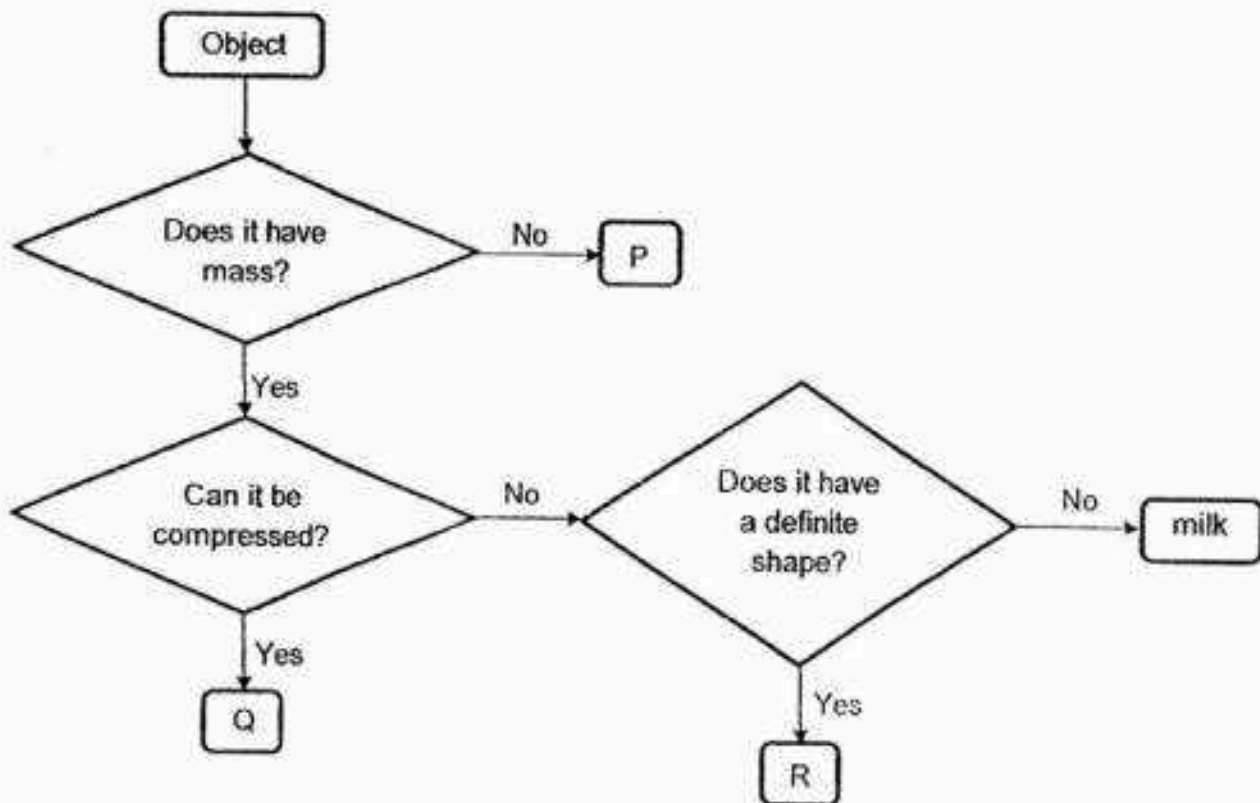 Object
Does it have
mass?
No
P
Yes
Can it be
compressed?
No
Does it have
a definite
shape?
No
milk
Yes
Q
Yes
R